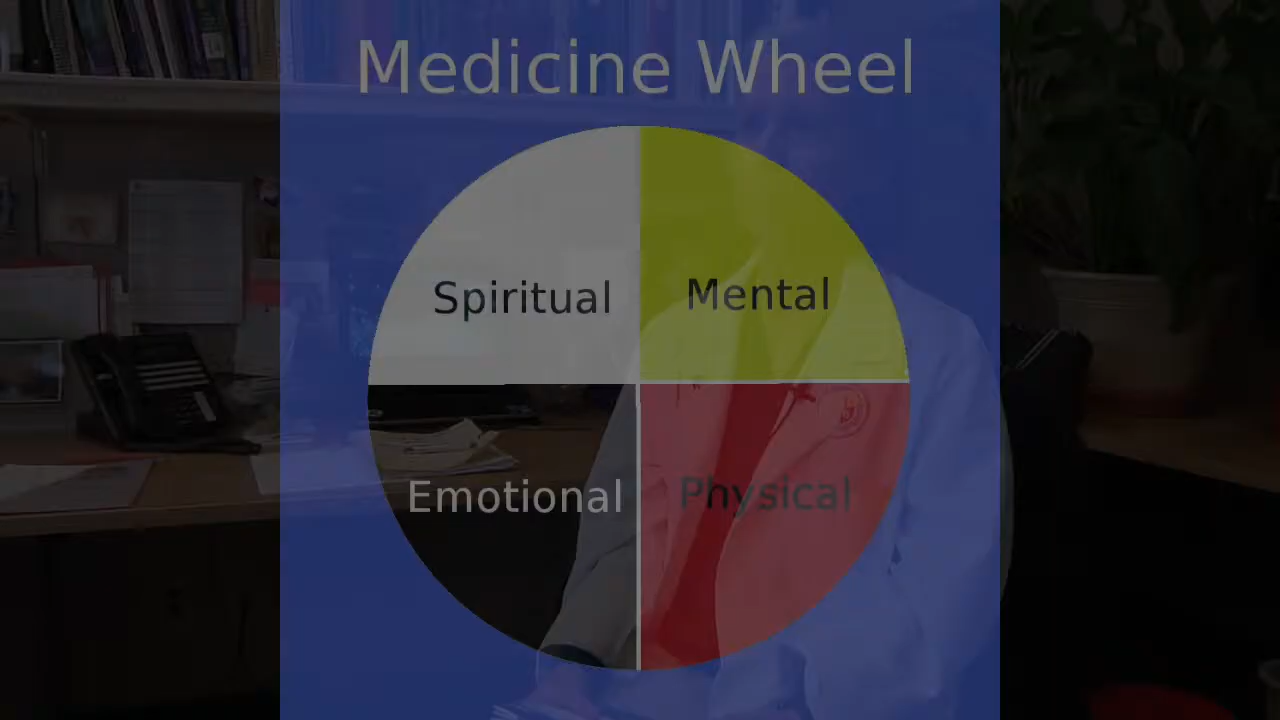 Medicine Wheel
Spiritual
Mental
Emotional
Physical